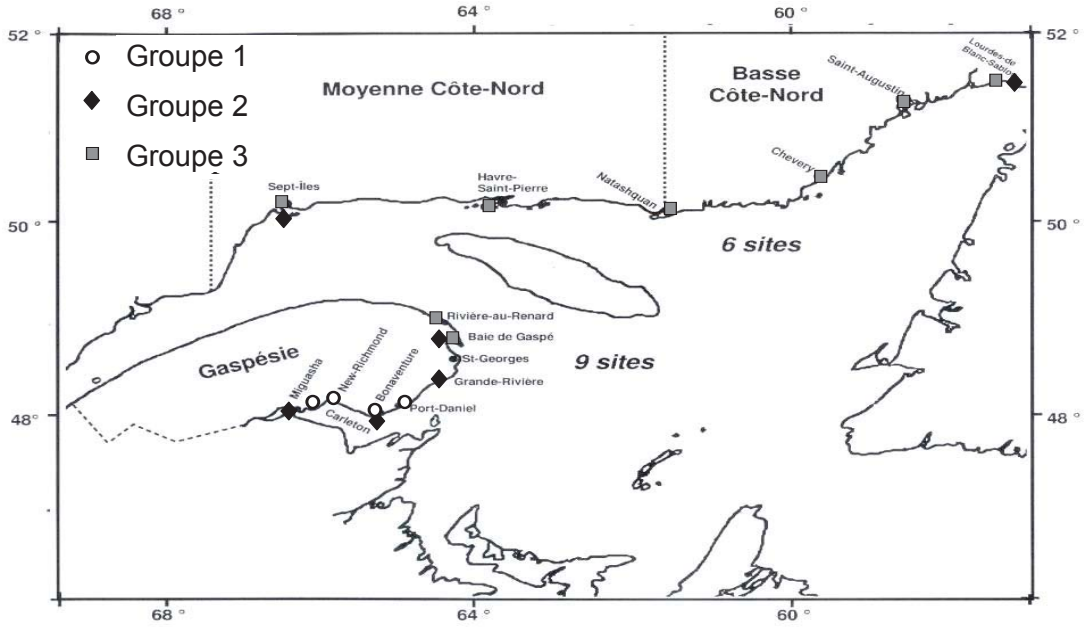 68 °
64 °
60 °
52 °
52 °
Groupe 1
Groupe 2
Groupe 3
Moyenne Côte-Nord
Basse
Côte-Nord
Lourdes-de
Blanc-Sablon
Saint-Augustin
Chevery
Sept-Îles
Havre-
Saint-Pierre
Natashquan
50 °
50 °
6 sites
Rivière-au-Renard
Baie de Gaspé
St-Georges
Grande-Rivière
9 sites
Gaspésie
Miguasha
New-Richmond
Bonaventure
Port-Daniel
Carleton
48°
48 °
68 °
64 °
60 °